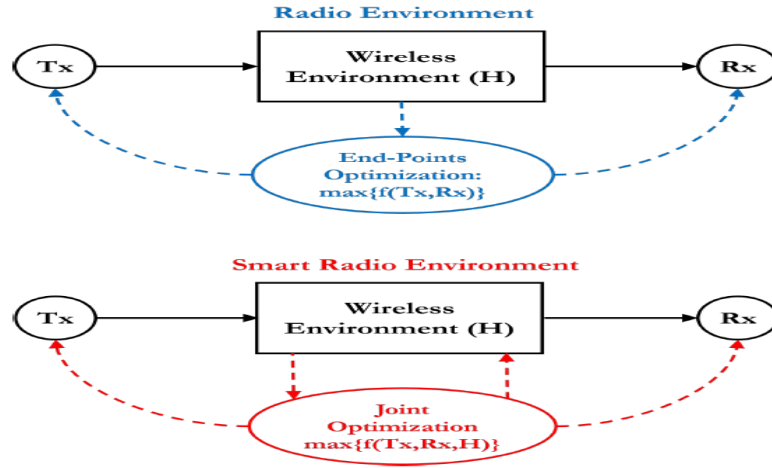 Radio Environment
Tx
Wireless
Environment (H)
Rx
End-Points
Optimization:
max{f(Tx,Rx)}
Smart Radio Environment
Tx
Wireless
Environment (H)
Rx
Joint
Optimization
max{f(Tx,Rx,H)}